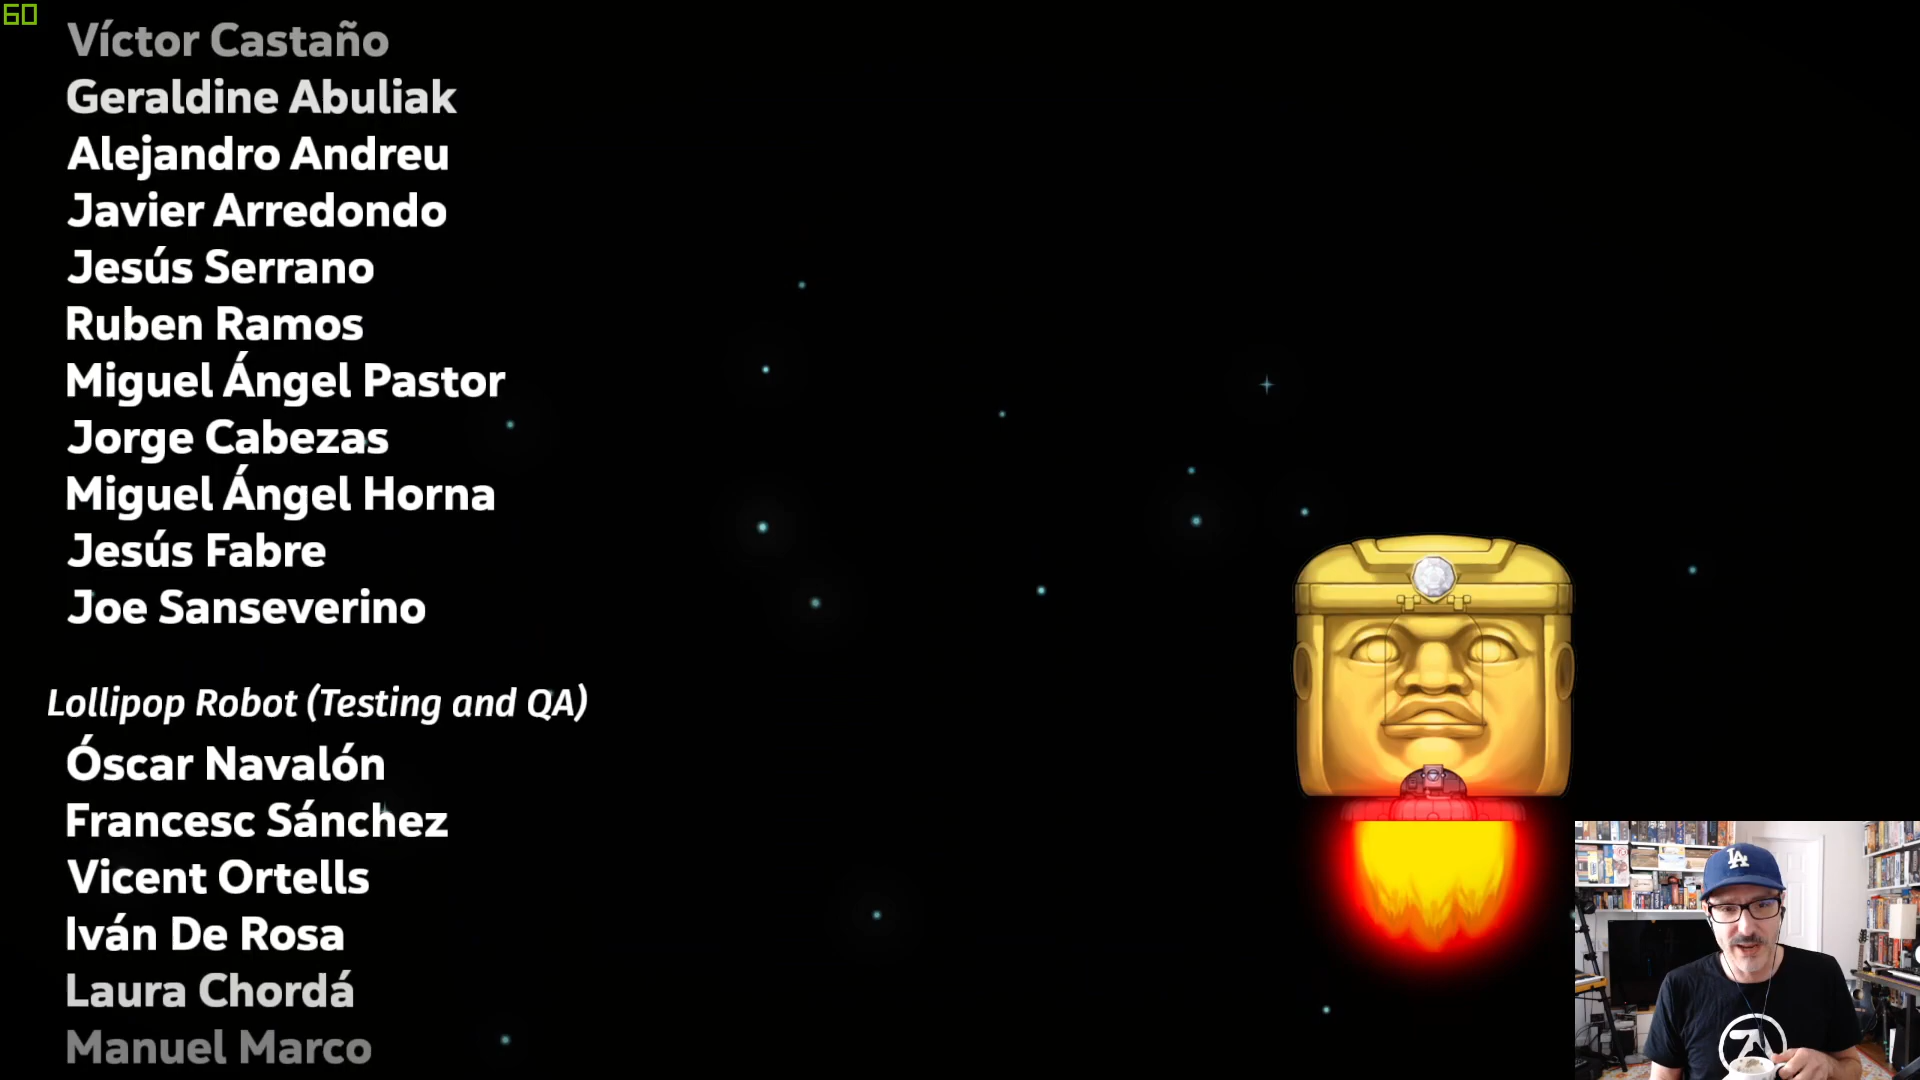 60
Víctor Castaño
Geraldine Abuliak
Alejandro Andreu
Javier Arredondo
Jesús Serrano
Ruben Ramos
Miguel Ángel Pastor
Jorge Cabezas
Miguel Ángel Horna
Jesús Fabre
Joe Sanseverino
Lollipop Robot (Testing and QA)
Óscar Navalón
Francesc Sánchez
Vicent Ortells
Iván De Rosa
Laura Chordá
Manuel Marco
LA